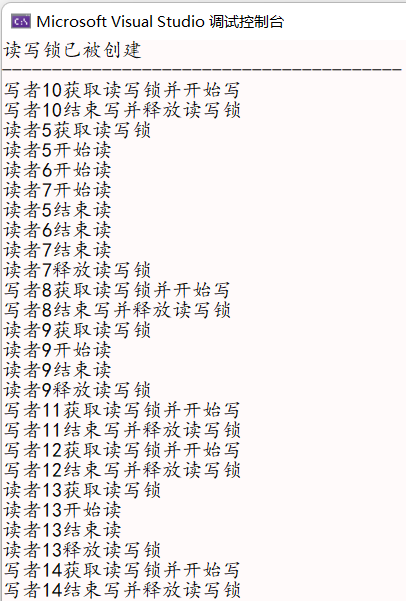 Microsoft Visual Studio 调试控制台
读写锁已被创建
----------------------------------------
写者10获取读写锁并开始写
写者10结束写并释放读写锁
读者5获取读写锁
读者5开始读
读者6开始读
读者7开始读
读者5结束读
读者6结束读
读者7结束读
读者7释放读写锁
写者8获取读写锁并开始写
写者8结束写并释放读写锁
读者9获取读写锁
读者9开始读
读者9结束读
读者9释放读写锁
写者11获取读写锁并开始写
写者11结束写并释放读写锁
写者12获取读写锁并开始写
写者12结束写并释放读写锁
读者13获取读写锁
读者13开始读
读者13结束读
读者13释放读写锁
写者14获取读写锁并开始写
写者14结束写并释放读写锁